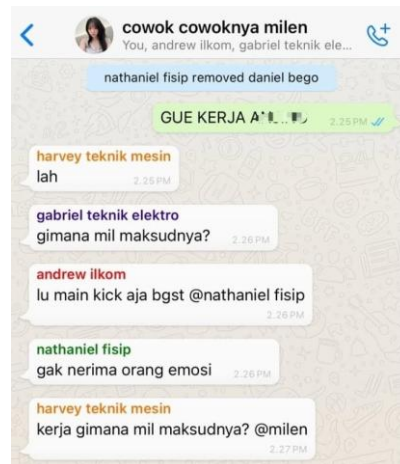 cowok cowoknya milen
You, andrew ilkom, gabriel teknik ele...
nathaniel fisip removed daniel bego
GUE KERJA
2.25 PM
harvey teknik mesin
lah
2.25 PM
gabriel teknik elektro
gimana mil maksudnya?
2.26 PM
andrew ilkom
lu main kick aja bgst @nathaniel fisip
2.26 PM
nathaniel fisip
gak nerima orang emosi
2.26 PM
harvey teknik mesin
kerja gimana mil maksudnya? @milen
2.27 PM